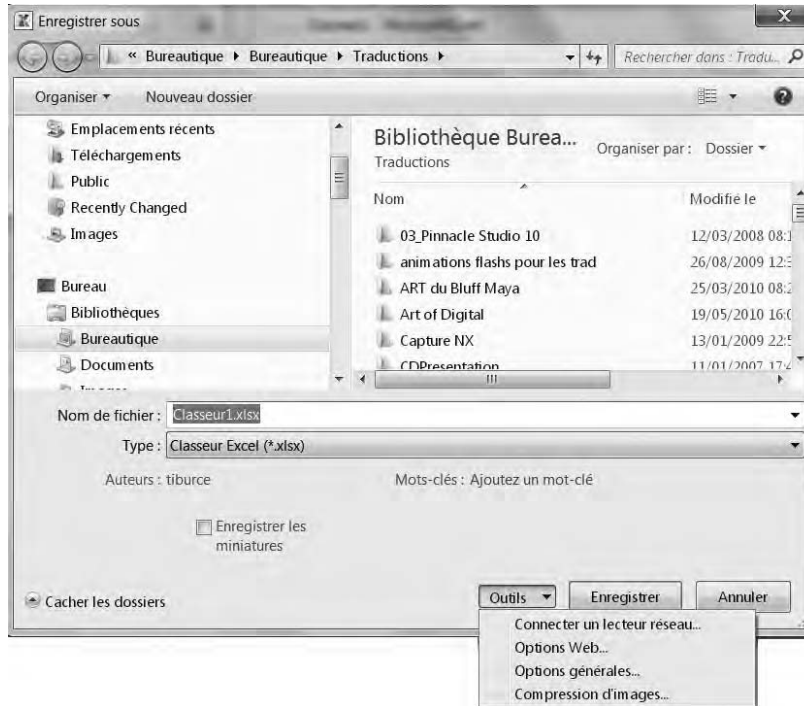 Enregistrer sous
« Bureautique ▸ Bureautique ▸ Traductions ▸
Rechercher dans : Tradu...
Organiser ▾ Nouveau dossier
Emplacements récents
Téléchargements
Public
Recently Changed
Images
Bureau
Bibliothèques
Bureautique
Documents
Bibliothèque Burea...
Traductions
Organiser par : Dossier ▾
Nom Modifié le
03_Pinnacle Studio 10 12/03/2008 08:1
animations flashs pour les trad 26/08/2009 12:
ART du Bluff Maya 25/03/2010 08:2
Art of Digital 19/05/2010 16:
Capture NX 13/01/2009 22:
CDPresentation 11/01/2007 17:
Nom de fichier : Classeur1.xlsx
Type : Classeur Excel (*.xlsx)
Auteurs : tiburce Mots-clés : Ajoutez un mot-clé
Enregistrer les
miniatures
Cacher les dossiers
Outils ▾ Enregistrer Annuler
Connecter un lecteur réseau...
Options Web...
Options générales...
Compression d'images...